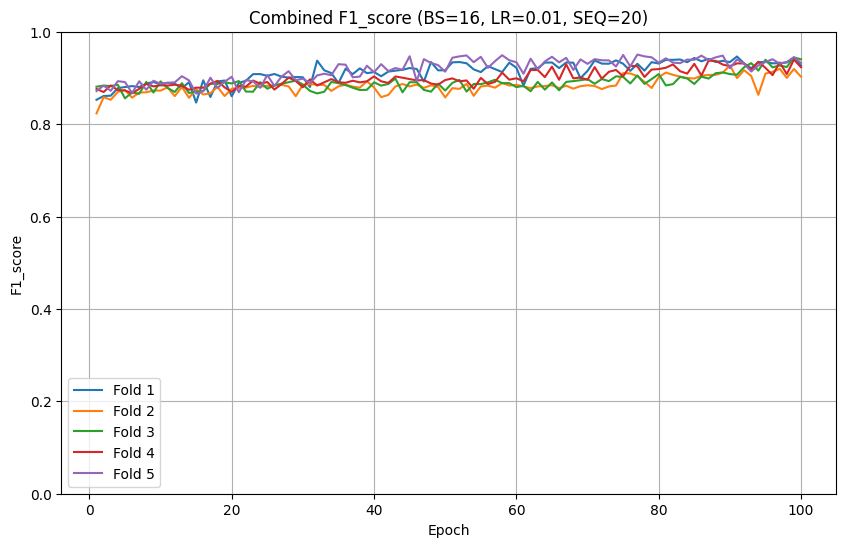 Combined F1_score (BS=16, LR=0.01, SEQ=20)
1.0
0.8
0.6
0.4
0.2
0.0
F1_score
Fold 1
Fold 2
Fold 3
Fold 4
Fold 5
0 20 40 60 80 100
Epoch